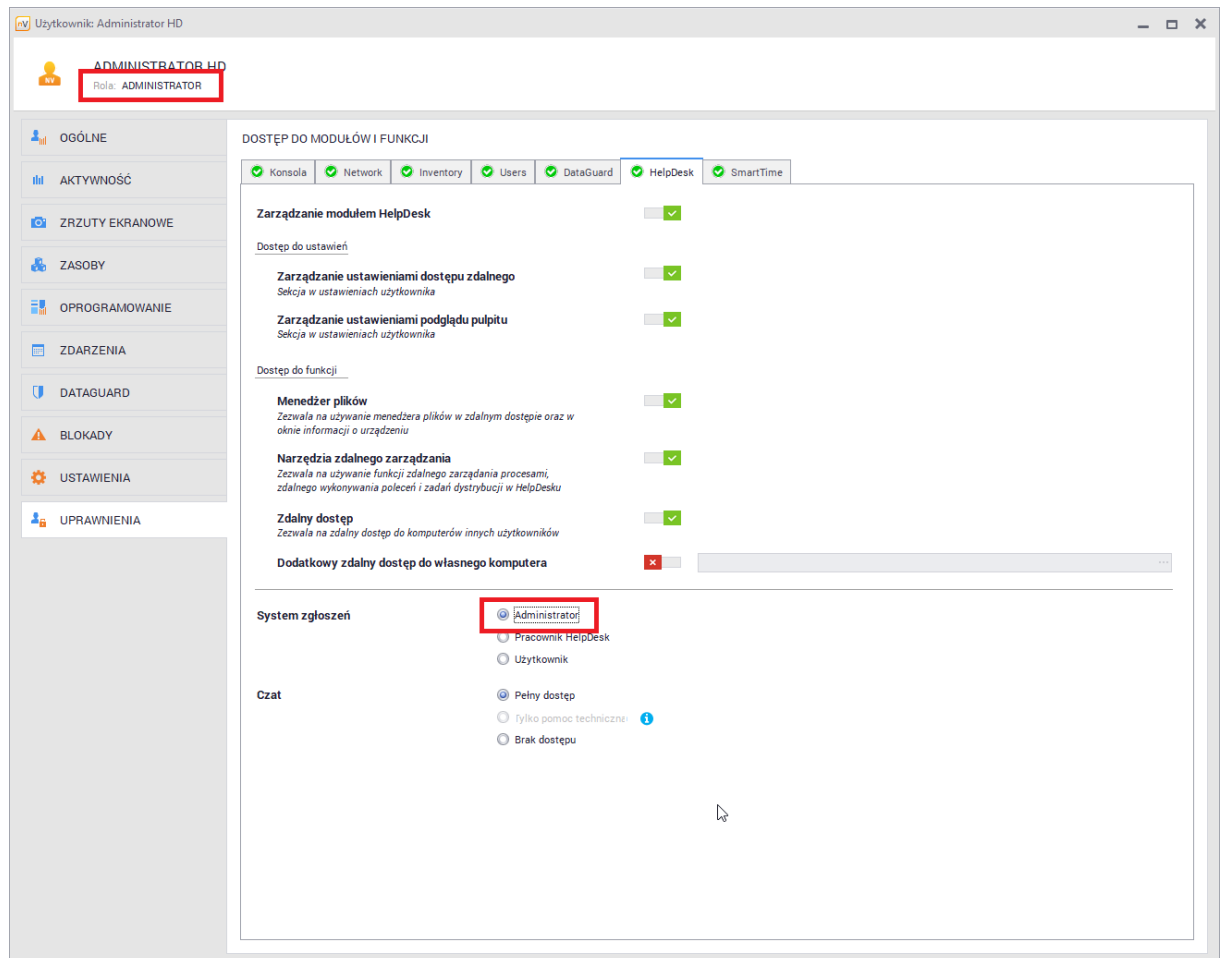 nV Użytkownik: Administrator HD
ADMINISTRATOR HD
NV
Rola: ADMINISTRATOR
OGÓLNE
AKTYWNOŚĆ
ZRZUTY EKRANOWE
ZASOBY
OPROGRAMOWANIE
ZDARZENIA
DATAGUARD
BLOKADY
USTAWIENIA
UPRAWNIENIA
DOSTĘP DO MODUŁÓW I FUNKCJI
Konsola Network Inventory Users DataGuard HelpDesk SmartTime
Zarządzanie modułem HelpDesk
Dostęp do ustawień
Zarządzanie ustawieniami dostępu zdalnego
Sekcja w ustawieniach użytkownika
Zarządzanie ustawieniami podglądu pulpitu
Sekcja w ustawieniach użytkownika
Dostęp do funkcji
Menedżer plików
Zezwala na używanie menedżera plików w zdalnym dostępie oraz w
oknie informacji o urządzeniu
Narzędzia zdalnego zarządzania
Zezwala na używanie funkcji zdalnego zarządania procesami,
zdalnego wykonywania poleceń i zadań dystrybucji w HelpDesku
Zdalny dostęp
Zezwala na zdalny dostęp do komputerów innych użytkowników
Dodatkowy zdalny dostęp do własnego komputera ...
System zgłoszeń Administrator
Pracownik HelpDesk
Użytkownik
Czat Pełny dostęp
Tylko pomoc techniczna
Brak dostępu